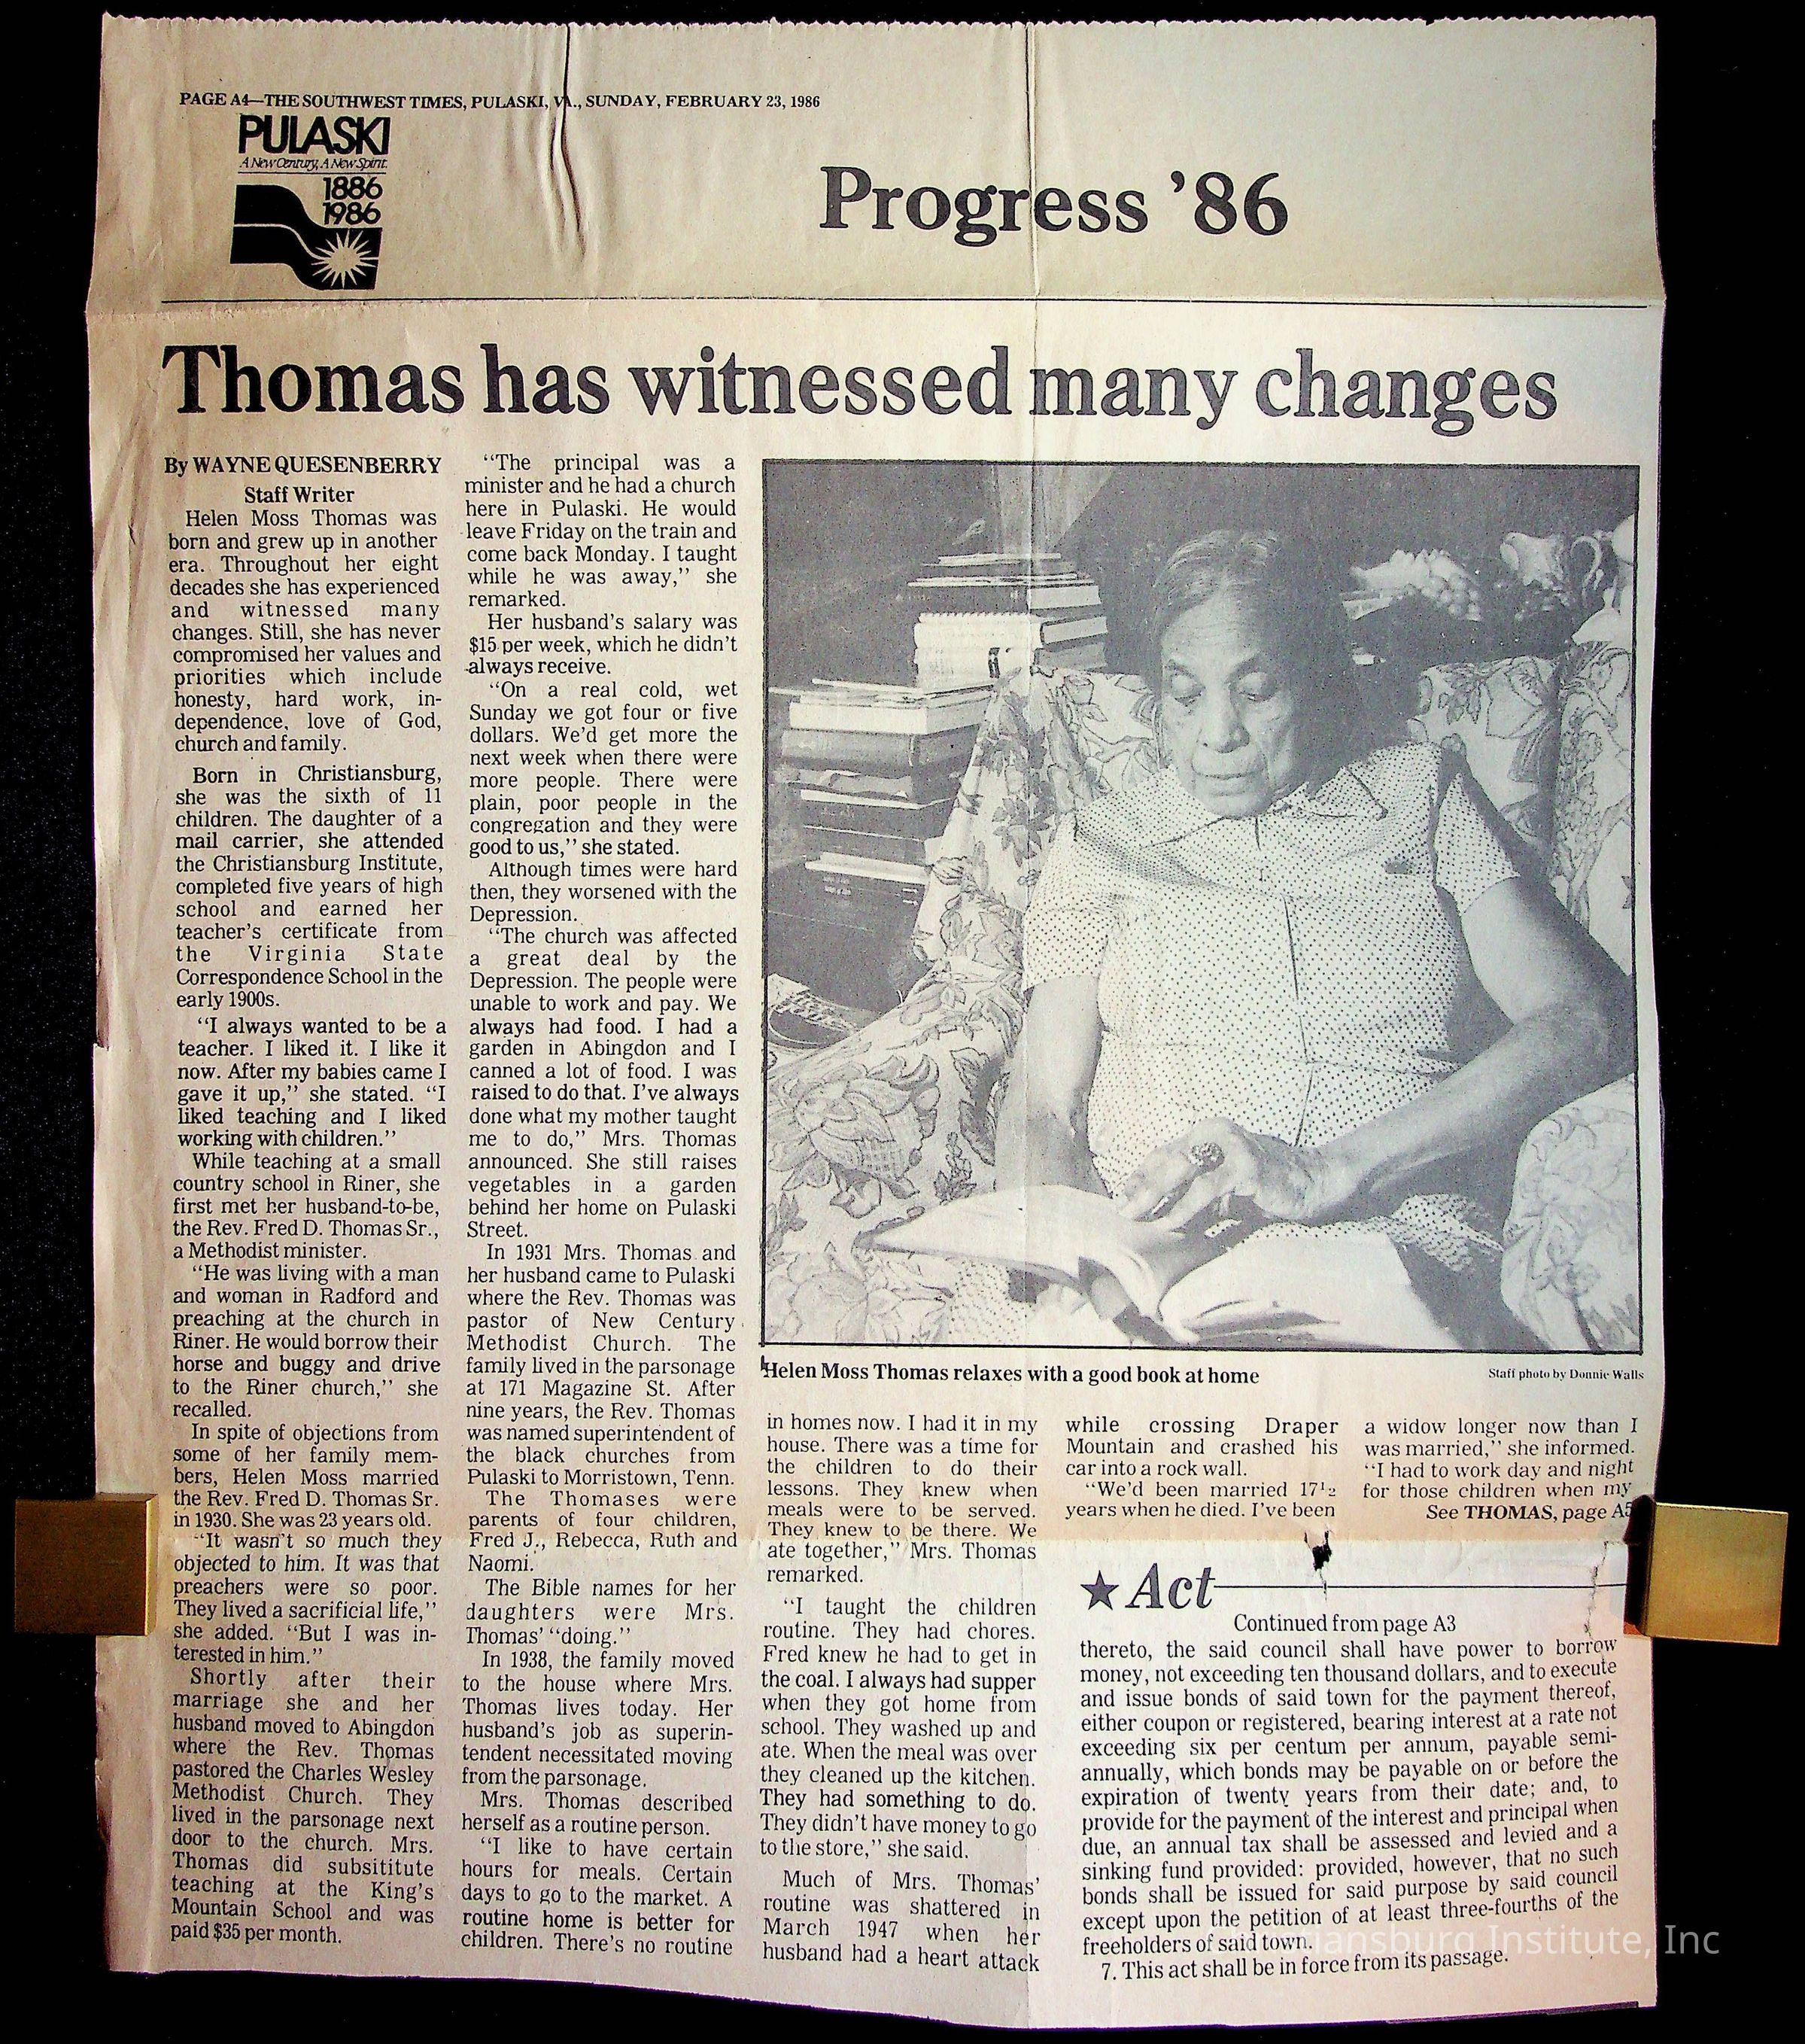 PAGE A4—THE SOUTHWEST TIMES, PULASKI, VA., SUNDAY, FEBRUARY 23, 1986
PULASKI
A New Century, A New Spirit.
1886
1986
Progress ’86
Thomas has witnessed many changes
By WAYNE QUESENBERRY
Staff Writer
Helen Moss Thomas was
born and grew up in another
era. Throughout her eight
decades she has experienced
and witnessed many
changes. Still, she has never
compromised her values and
priorities which include
honesty, hard work, in-
dependence, love of God,
church and family.
Born in Christiansburg,
she was the sixth of 11
children. The daughter of a
mail carrier, she attended
the Christiansburg Institute,
completed five years of high
school and earned her
teacher’s certificate from
the Virginia State
Correspondence School in the
early 1900s.
“I always wanted to be a
teacher. I liked it. I like it
now. After my babies came I
gave it up,” she stated. “I
liked teaching and I liked
working with children.”
While teaching at a small
country school in Riner, she
first met her husband-to-be,
the Rev. Fred D. Thomas Sr.,
a Methodist minister.
“He was living with a man
and woman in Radford and
preaching at the church in
Riner. He would borrow their
horse and buggy and drive
to the Riner church,” she
recalled.
In spite of objections from
some of her family mem-
bers, Helen Moss married
the Rev. Fred D. Thomas Sr.
in 1930. She was 23 years old.
“It wasn’t so much they
objected to him. It was that
preachers were so poor.
They lived a sacrificial life,”
she added. “But I was in-
terested in him.”
Shortly after their
marriage she and her
husband moved to Abingdon
where the Rev. Thomas
pastored the Charles Wesley
Methodist Church. They
lived in the parsonage next
door to the church. Mrs.
Thomas did subsititute
teaching at the King’s
Mountain School and was
paid $35 per month.
“The principal was a
minister and he had a church
here in Pulaski. He would
leave Friday on the train and
come back Monday. I taught
while he was away,” she
remarked.
Her husband’s salary was
$15 per week, which he didn’t
always receive.
“On a real cold, wet
Sunday we got four or five
dollars. We’d get more the
next week when there were
more people. There were
plain, poor people in the
congregation and they were
good to us,” she stated.
Although times were hard
then, they worsened with the
Depression.
“The church was affected
a great deal by the
Depression. The people were
unable to work and pay. We
always had food. I had a
garden in Abingdon and I
canned a lot of food. I was
raised to do that. I’ve always
done what my mother taught
me to do,” Mrs. Thomas
announced. She still raises
vegetables in a garden
behind her home on Pulaski
Street.
In 1931 Mrs. Thomas and
her husband came to Pulaski
where the Rev. Thomas was
pastor of New Century
Methodist Church. The
family lived in the parsonage
at 171 Magazine St. After
nine years, the Rev. Thomas
was named superintendent of
the black churches from
Pulaski to Morristown, Tenn.
The Thomases were
parents of four children,
Fred J., Rebecca, Ruth and
Naomi.
The Bible names for her
daughters were Mrs.
Thomas’ “doing.”
In 1938, the family moved
to the house where Mrs.
Thomas lives today. Her
husband’s job as superin-
tendent necessitated moving
from the parsonage.
Mrs. Thomas described
herself as a routine person.
“I like to have certain
hours for meals. Certain
days to go to the market. A
routine home is better for
children. There’s no routine
Helen Moss Thomas relaxes with a good book at home
Staff photo by Donnie Walls
in homes now. I had it in my
house. There was a time for
the children to do their
lessons. They knew when
meals were to be served.
They knew to be there. We
ate together,” Mrs. Thomas
remarked.
“I taught the children
routine. They had chores.
Fred knew he had to get in
the coal. I always had supper
when they got home from
school. They washed up and
ate. When the meal was over
they cleaned up the kitchen.
They had something to do.
They didn’t have money to go
to the store,” she said.
Much of Mrs. Thomas’
routine was shattered in
March 1947 when her
husband had a heart attack
while crossing Draper
Mountain and crashed his
car into a rock wall.
“We’d been married 17½
years when he died. I’ve been
a widow longer now than I
was married,” she informed.
“I had to work day and night
for those children when my
See THOMAS, page A5
★ Act
Continued from page A3
thereto, the said council shall have power to borrow
money, not exceeding ten thousand dollars, and to execute
and issue bonds of said town for the payment thereof,
either coupon or registered, bearing interest at a rate not
exceeding six per centum per annum, payable semi-
annually, which bonds may be payable on or before the
expiration of twenty years from their date; and, to
provide for the payment of the interest and principal when
due, an annual tax shall be assessed and levied and a
sinking fund provided: provided, however, that no such
bonds shall be issued for said purpose by said council
except upon the petition of at least three-fourths of the
freeholders of said town.
7. This act shall be in force from its passage.
iansburg Institute, Inc